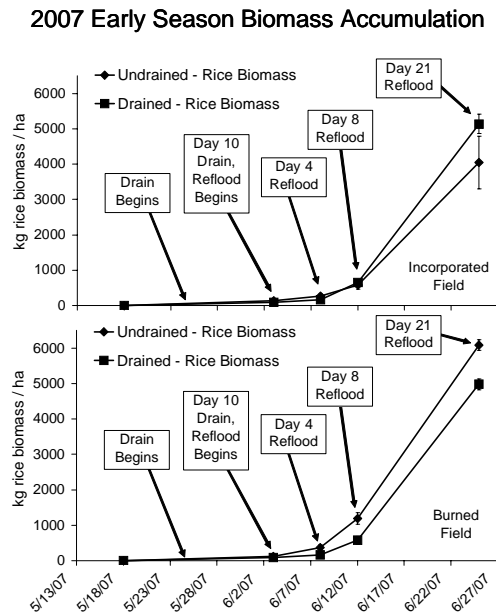 2007 Early Season Biomass Accumulation
Undrained - Rice Biomass
Drained - Rice Biomass
Day 21
Reflood
6000
5000
4000
3000
2000
1000
0
kg rice biomass / ha
Drain
Begins
Day 10
Drain,
Reflood
Begins
Day 4
Reflood
Day 8
Reflood
Incorporated
Field
Undrained - Rice Biomass
Drained - Rice Biomass
Day 21
Reflood
6000
5000
4000
3000
2000
1000
0
kg rice biomass / ha
Drain
Begins
Day 10
Drain,
Reflood
Begins
Day 4
Reflood
Day 8
Reflood
Burned
Field
5/13/07
5/18/07
5/23/07
5/28/07
6/2/07
6/7/07
6/12/07
6/17/07
6/22/07
6/27/07